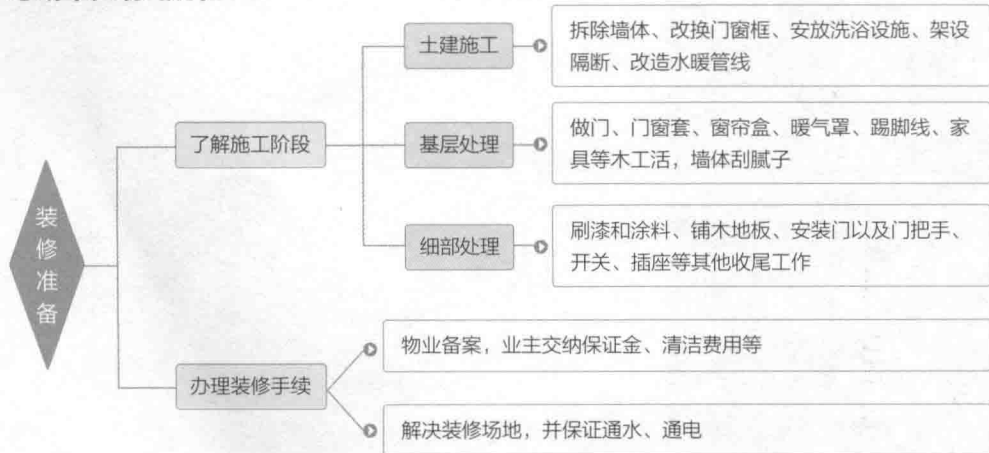 装修准备
了解施工阶段
土建施工
拆除墙体、改换门窗框、安放洗浴设施、架设
隔断、改造水暖管线
基层处理
做门、门窗套、窗帘盒、暖气罩、踢脚线、家
具等木工活，墙体刮腻子
细部处理
刷漆和涂料、铺木地板、安装门以及门把手、
开关、插座等其他收尾工作
办理装修手续
物业备案，业主交纳保证金、清洁费用等
解决装修场地，并保证通水、通电